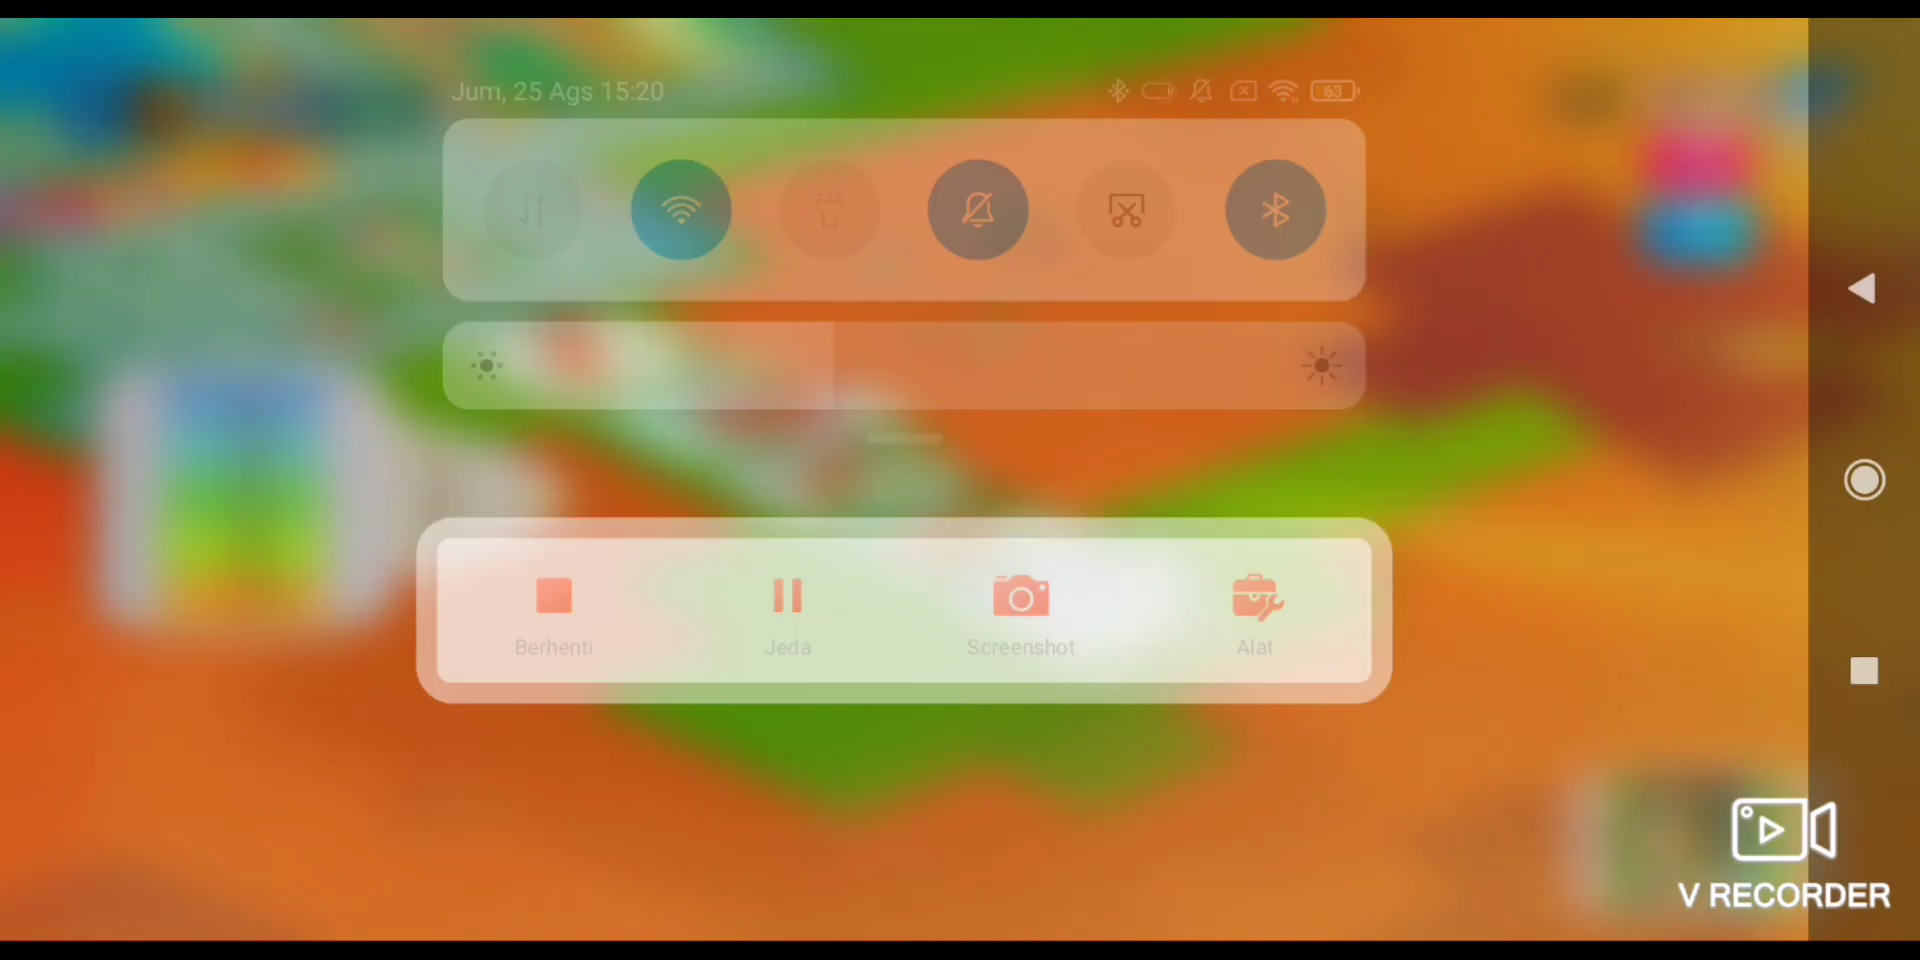 Jum, 25 Ags 15:20
63
Berhenti
Jeda
Screenshot
Alat
V RECORDER